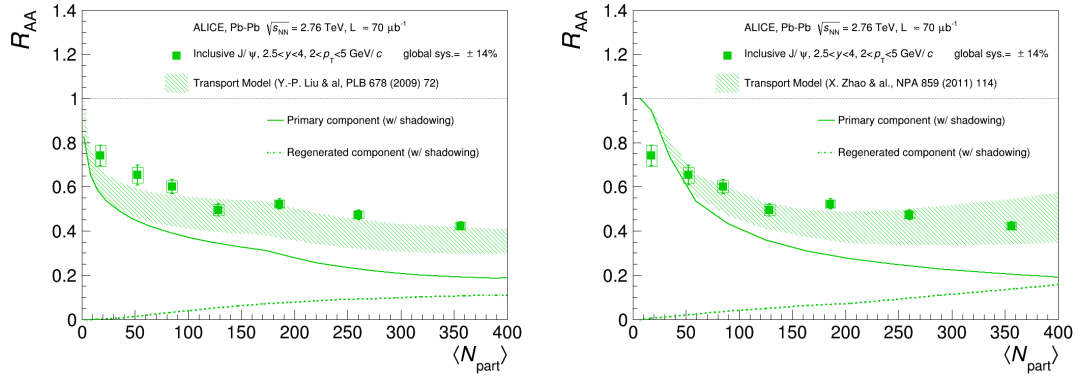 R_AA
1.4
1.2
1
0.8
0.6
0.4
0.2
0
ALICE, Pb-Pb √s_NN = 2.76 TeV, L ≈ 70 μb⁻¹
Inclusive J/ψ, 2.5<y<4, 2<p_T<5 GeV/c global sys.= ± 14%
Transport Model (Y.-P. Liu & al, PLB 678 (2009) 72)
Primary component (w/ shadowing)
Regenerated component (w/ shadowing)
0 50 100 150 200 250 300 350 400
⟨N_part⟩
R_AA
1.4
1.2
1
0.8
0.6
0.4
0.2
0
ALICE, Pb-Pb √s_NN = 2.76 TeV, L ≈ 70 μb⁻¹
Inclusive J/ψ, 2.5<y<4, 2<p_T<5 GeV/c global sys.= ± 14%
Transport Model (X. Zhao & al., NPA 859 (2011) 114)
Primary component (w/ shadowing)
Regenerated component (w/ shadowing)
0 50 100 150 200 250 300 350 400
⟨N_part⟩